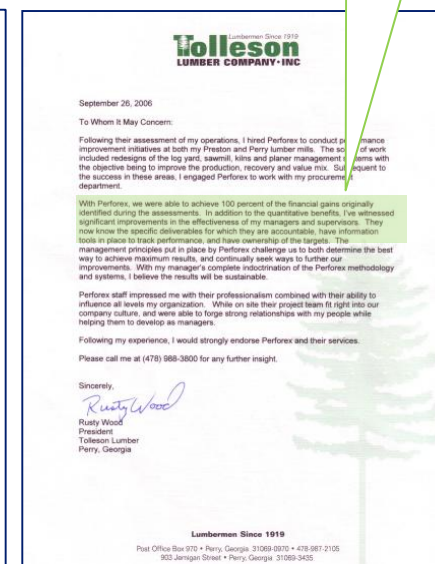 Lumbermen Since 1919
Tolleson
LUMBER COMPANY·INC
September 26, 2006
To Whom It May Concern:
Following their assessment of my operations, I hired Perforex to conduct performance
improvement initiatives at both my Preston and Perry lumber mills. The of work
included redesigns of the log yard, sawmill, kilns and planer management with
the objective being to improve the production, recovery and value mix. to
the success in these areas, I engaged Perforex to work with my procurement
department.
With Perforex, we were able to achieve 100 percent of the financial gains originally
identified during the assessments. In addition to the quantitative benefits, I've witnessed
significant improvements in the effectiveness of my managers and supervisors. They
now know the specific deliverables for which they are accountable, have information
tools in place to track performance, and have ownership of the targets. The
management principles put in place by Perforex challenge us to both determine the best
way to achieve maximum results, and continually seek ways to further our
improvements. With my manager's complete indoctrination of the Perforex methodology
and systems, I believe the results will be sustainable.
Perforex staff impressed me with their professionalism combined with their ability to
influence all levels my organization. While on site their project team fit right into our
company culture, and were able to forge strong relationships with my people while
helping them to develop as managers.
Following my experience, I would strongly endorse Perforex and their services.
Please call me at (478) 988-3800 for any further insight.
Sincerely,
Rusty Wood
Rusty Wood
President
Tolleson Lumber
Perry, Georgia
Lumbermen Since 1919
Post Office Box 970 • Perry, Georgia 31069-0970 • 478-987-2105
903 Jernigan Street • Perry, Georgia 31069-3435